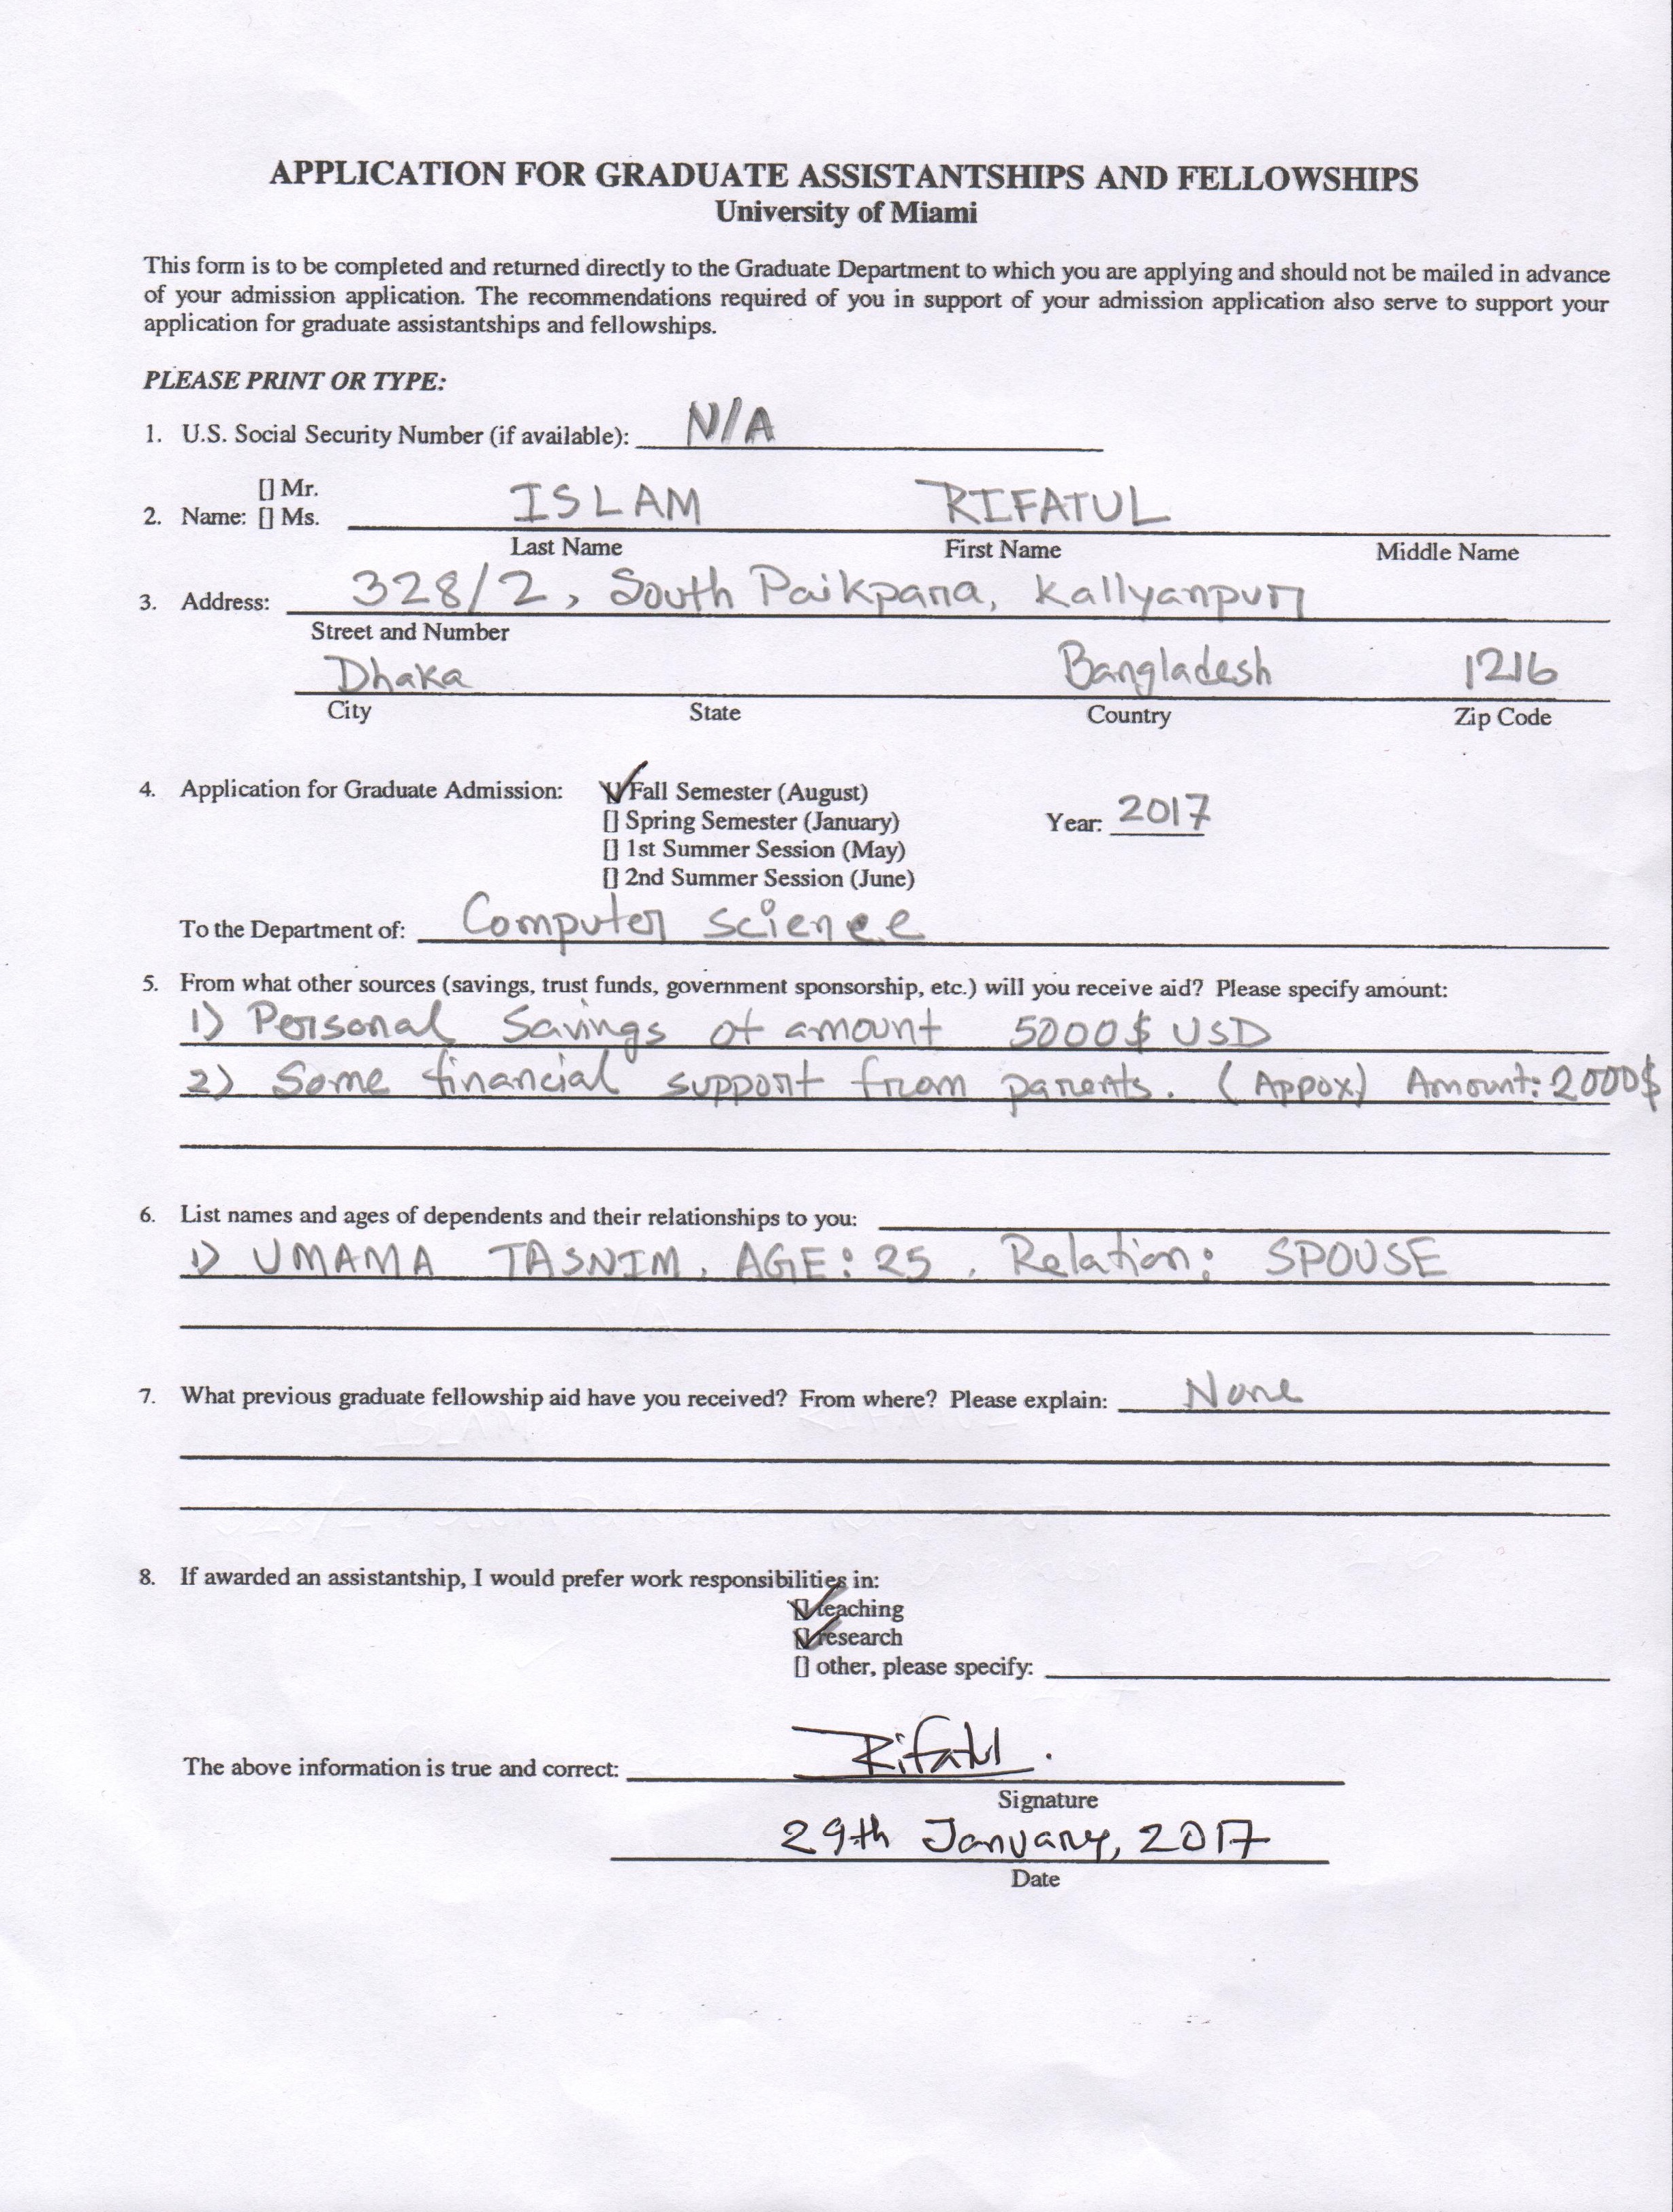 APPLICATION FOR GRADUATE ASSISTANTSHIPS AND FELLOWSHIPS
University of Miami
This form is to be completed and returned directly to the Graduate Department to which you are applying and should not be mailed in advance
of your admission application. The recommendations required of you in support of your admission application also serve to support your
application for graduate assistantships and fellowships.
PLEASE PRINT OR TYPE:
1. U.S. Social Security Number (if available): N/A
[] Mr.
2. Name: [] Ms. ISLAM RIFATUL
Last Name First Name Middle Name
3. Address: 328/2, South Paikpara, Kallyanpur
Street and Number
Dhaka Bangladesh 1216
City State Country Zip Code
4. Application for Graduate Admission: [✓] Fall Semester (August)
[] Spring Semester (January) Year: 2017
[] 1st Summer Session (May)
[] 2nd Summer Session (June)
To the Department of: Computer Science
5. From what other sources (savings, trust funds, government sponsorship, etc.) will you receive aid? Please specify amount:
1) Personal Savings of amount 5000$ USD
2) Some financial support from parents. (Appox) Amount: 2000$
6. List names and ages of dependents and their relationships to you:
1) UMAMA TASNIM. AGE: 25. Relation: SPOUSE
7. What previous graduate fellowship aid have you received? From where? Please explain: None
8. If awarded an assistantship, I would prefer work responsibilities in:
[✓] teaching
[✓] research
[] other, please specify:
The above information is true and correct: Rifatul.
Signature
29th January, 2017
Date